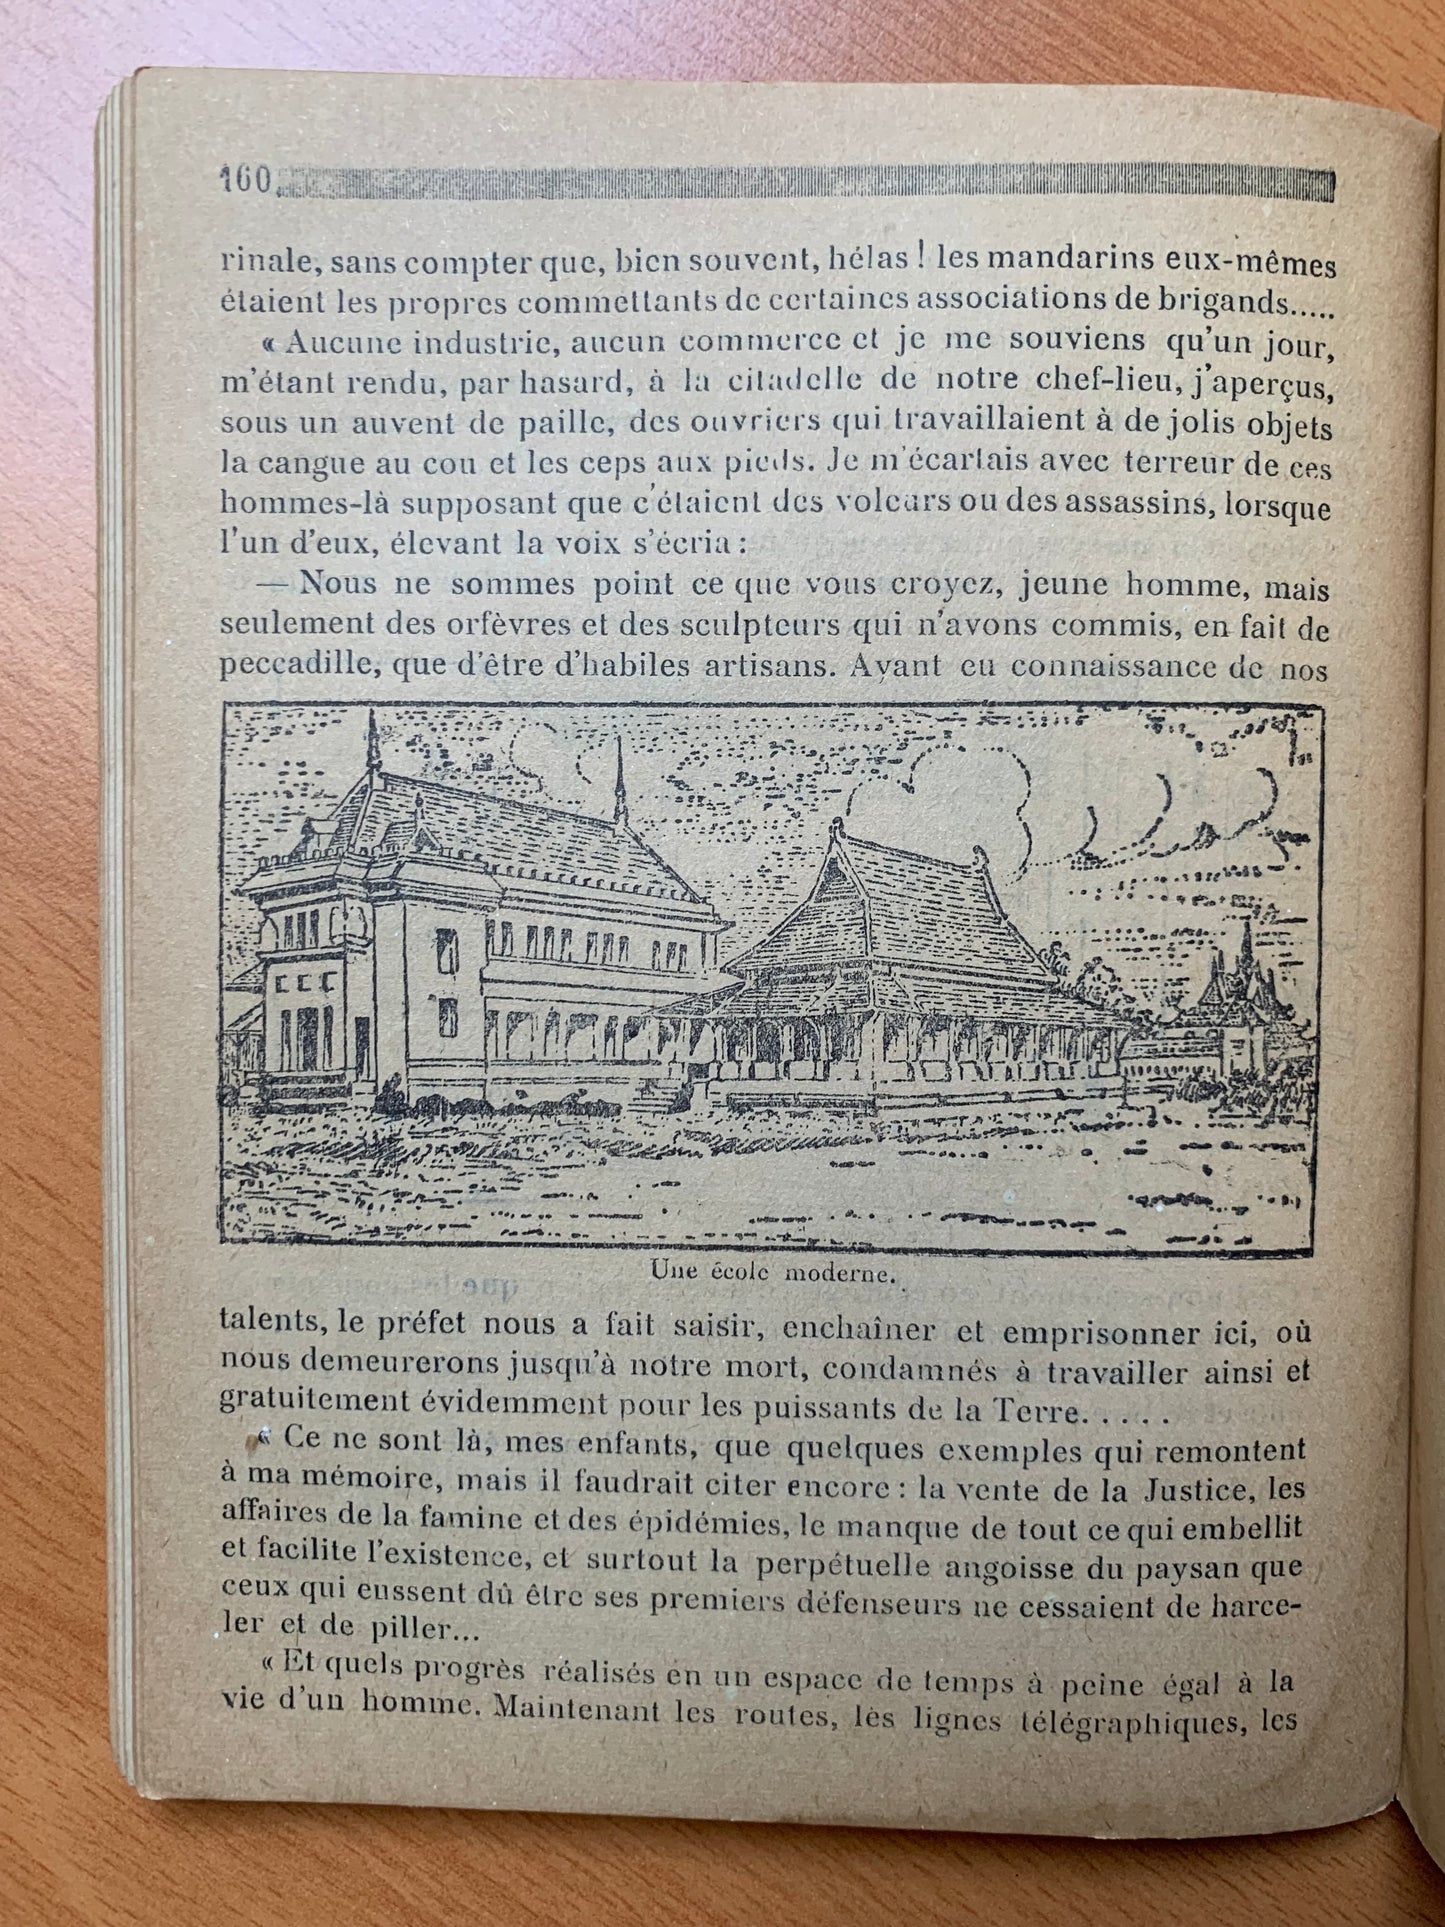 160
rinale, sans compter que, bien souvent, hélas ! les mandarins eux-mêmes
étaient les propres commettants de certaines associations de brigands.....
« Aucune industrie, aucun commerce et je me souviens qu'un jour,
m'étant rendu, par hasard, à la citadelle de notre chef-lieu, j'aperçus,
sous un auvent de paille, des ouvriers qui travaillaient à de jolis objets
la cangue au cou et les ceps aux pieds. Je m'écartais avec terreur de ces
hommes-là supposant que c'étaient des voleurs ou des assassins, lorsque
l'un d'eux, élevant la voix s'écria :
— Nous ne sommes point ce que vous croyez, jeune homme, mais
seulement des orfèvres et des sculpteurs qui n'avons commis, en fait de
peccadille, que d'être d'habiles artisans. Ayant eu connaissance de nos
Une école moderne.
talents, le préfet nous a fait saisir, enchaîner et emprisonner ici, où
nous demeurerons jusqu'à notre mort, condamnés à travailler ainsi et
gratuitement évidemment pour les puissants de la Terre. . . . .
« Ce ne sont là, mes enfants, que quelques exemples qui remontent
à ma mémoire, mais il faudrait citer encore : la vente de la Justice, les
affaires de la famine et des épidémies, le manque de tout ce qui embellit
et facilite l'existence, et surtout la perpétuelle angoisse du paysan que
ceux qui eussent dû être ses premiers défenseurs ne cessaient de harce-
ler et de piller...
« Et quels progrès réalisés en un espace de temps à peine égal à la
vie d'un homme. Maintenant les routes, les lignes télégraphiques, les